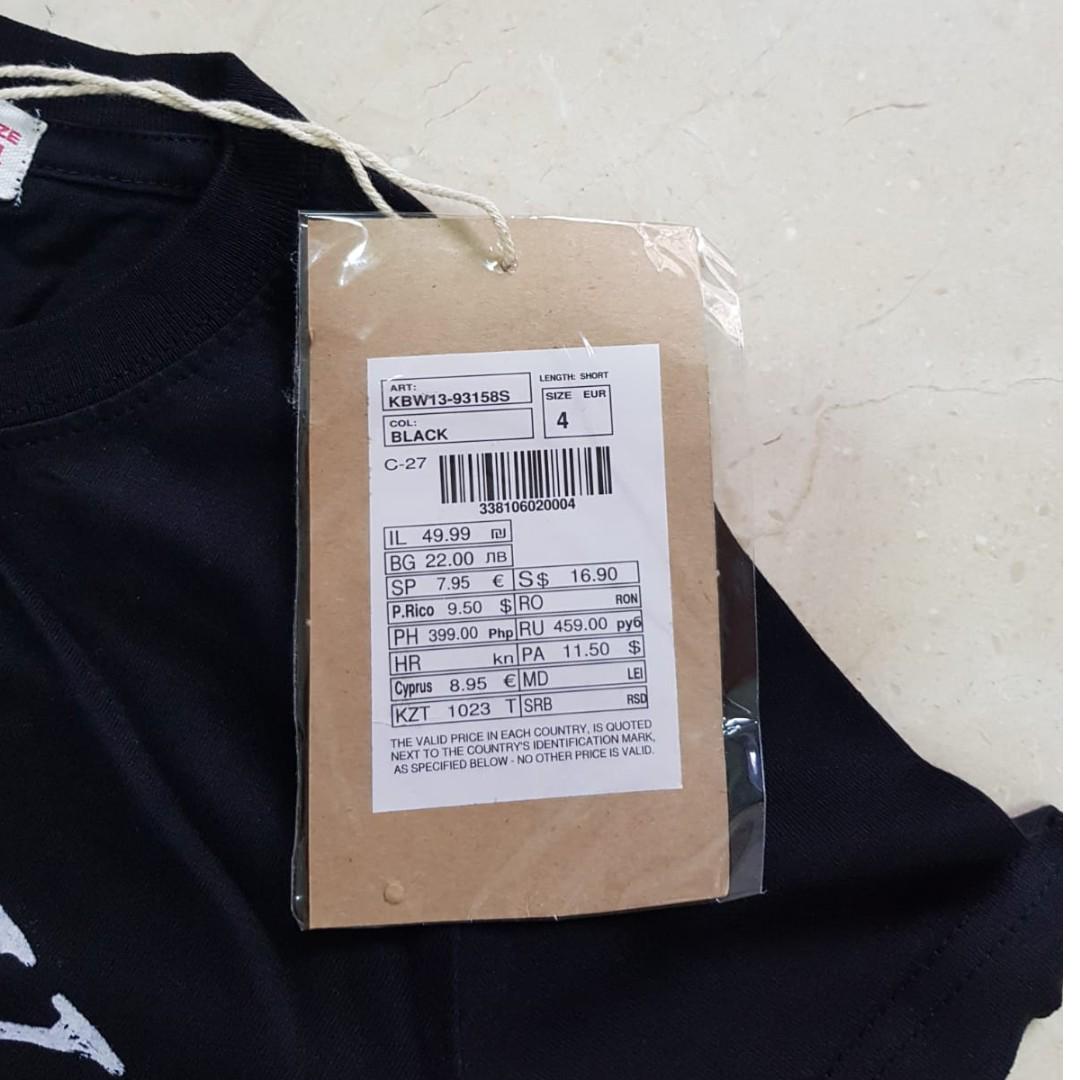 ZE
ART:
KBW13-93158S
LENGTH: SHORT
SIZE EUR
4
COL:
BLACK
C-27
338106020004
IL 49.99 ₪
BG 22.00 ЛВ
SP 7.95 € S$ 16.90
P.Rico 9.50 $ RO RON
PH 399.00 Php RU 459.00 руб
HR kn PA 11.50 $
Cyprus 8.95 € MD LEI
KZT 1023 T SRB RSD
THE VALID PRICE IN EACH COUNTRY, IS QUOTED
NEXT TO THE COUNTRY'S IDENTIFICATION MARK,
AS SPECIFIED BELOW - NO OTHER PRICE IS VALID.